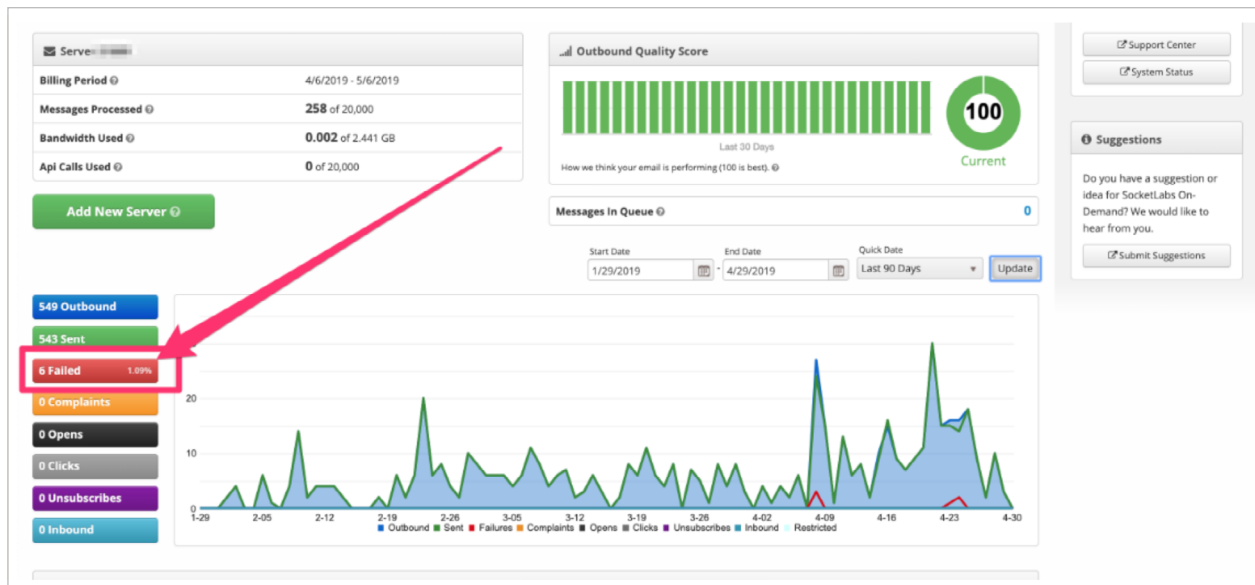 Serve
Billing Period 4/6/2019 - 5/6/2019
Messages Processed 258 of 20,000
Bandwidth Used 0.002 of 2.441 GB
Api Calls Used 0 of 20,000
Add New Server
Outbound Quality Score
100
Last 30 Days
Current
How we think your email is performing (100 is best).
Messages In Queue 0
Support Center
System Status
Suggestions
Do you have a suggestion or
idea for SocketLabs On-
Demand? We would like to
hear from you.
Submit Suggestions
Start Date End Date Quick Date
1/29/2019 - 4/29/2019 Last 90 Days Update
549 Outbound
543 Sent
6 Failed 1.09%
0 Complaints
0 Opens
0 Clicks
0 Unsubscribes
0 Inbound
20
10
0
1-29 2-05 2-12 2-19 2-26 3-05 3-12 3-19 3-26 4-02 4-09 4-16 4-23 4-30
Outbound Sent Failures Complaints Opens Clicks Unsubscribes Inbound Restricted